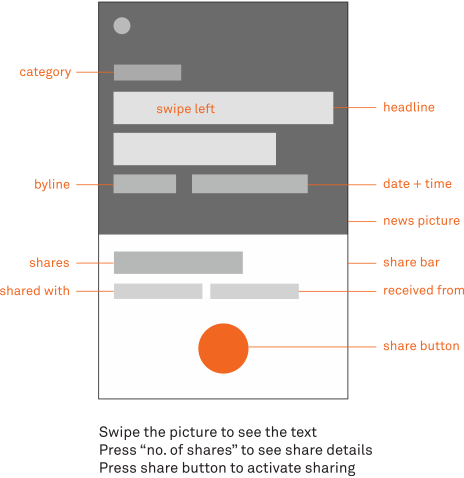 category
swipe left
headline
byline
date + time
news picture
shares
share bar
shared with
received from
share button
Swipe the picture to see the text
Press “no. of shares” to see share details
Press share button to activate sharing